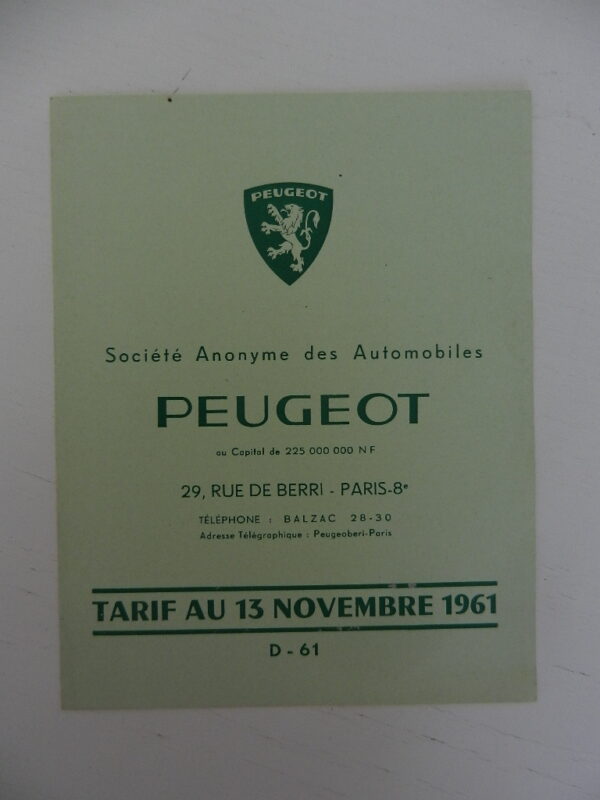 PEUGEOT
Société Anonyme des Automobiles
PEUGEOT
au Capital de 225 000 000 N F
29, RUE DE BERRI - PARIS-8e
TÉLÉPHONE : BALZAC 28-30
Adresse Télégraphique : Peugeoberi-Paris
TARIF AU 13 NOVEMBRE 1961
D - 61